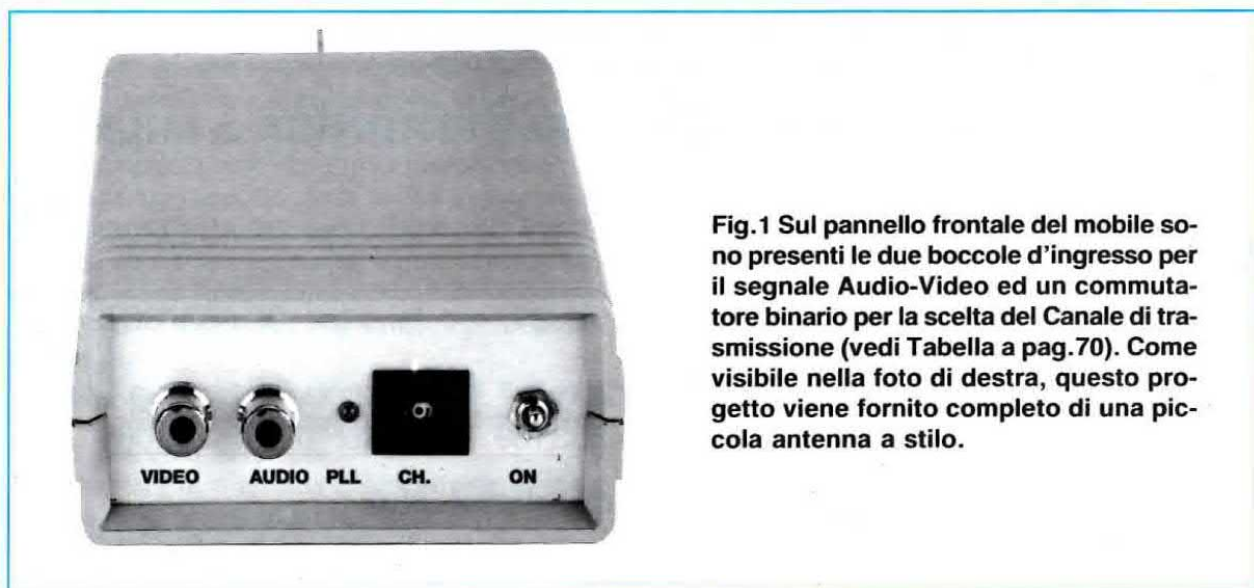 Fig.1 Sul pannello frontale del mobile so-
no presenti le due boccole d'ingresso per
il segnale Audio-Video ed un commuta-
tore binario per la scelta del Canale di tra-
smissione (vedi Tabella a pag.70). Come
visibile nella foto di destra, questo pro-
getto viene fornito completo di una pic-
cola antenna a stilo.
VIDEO AUDIO PLL CH. ON